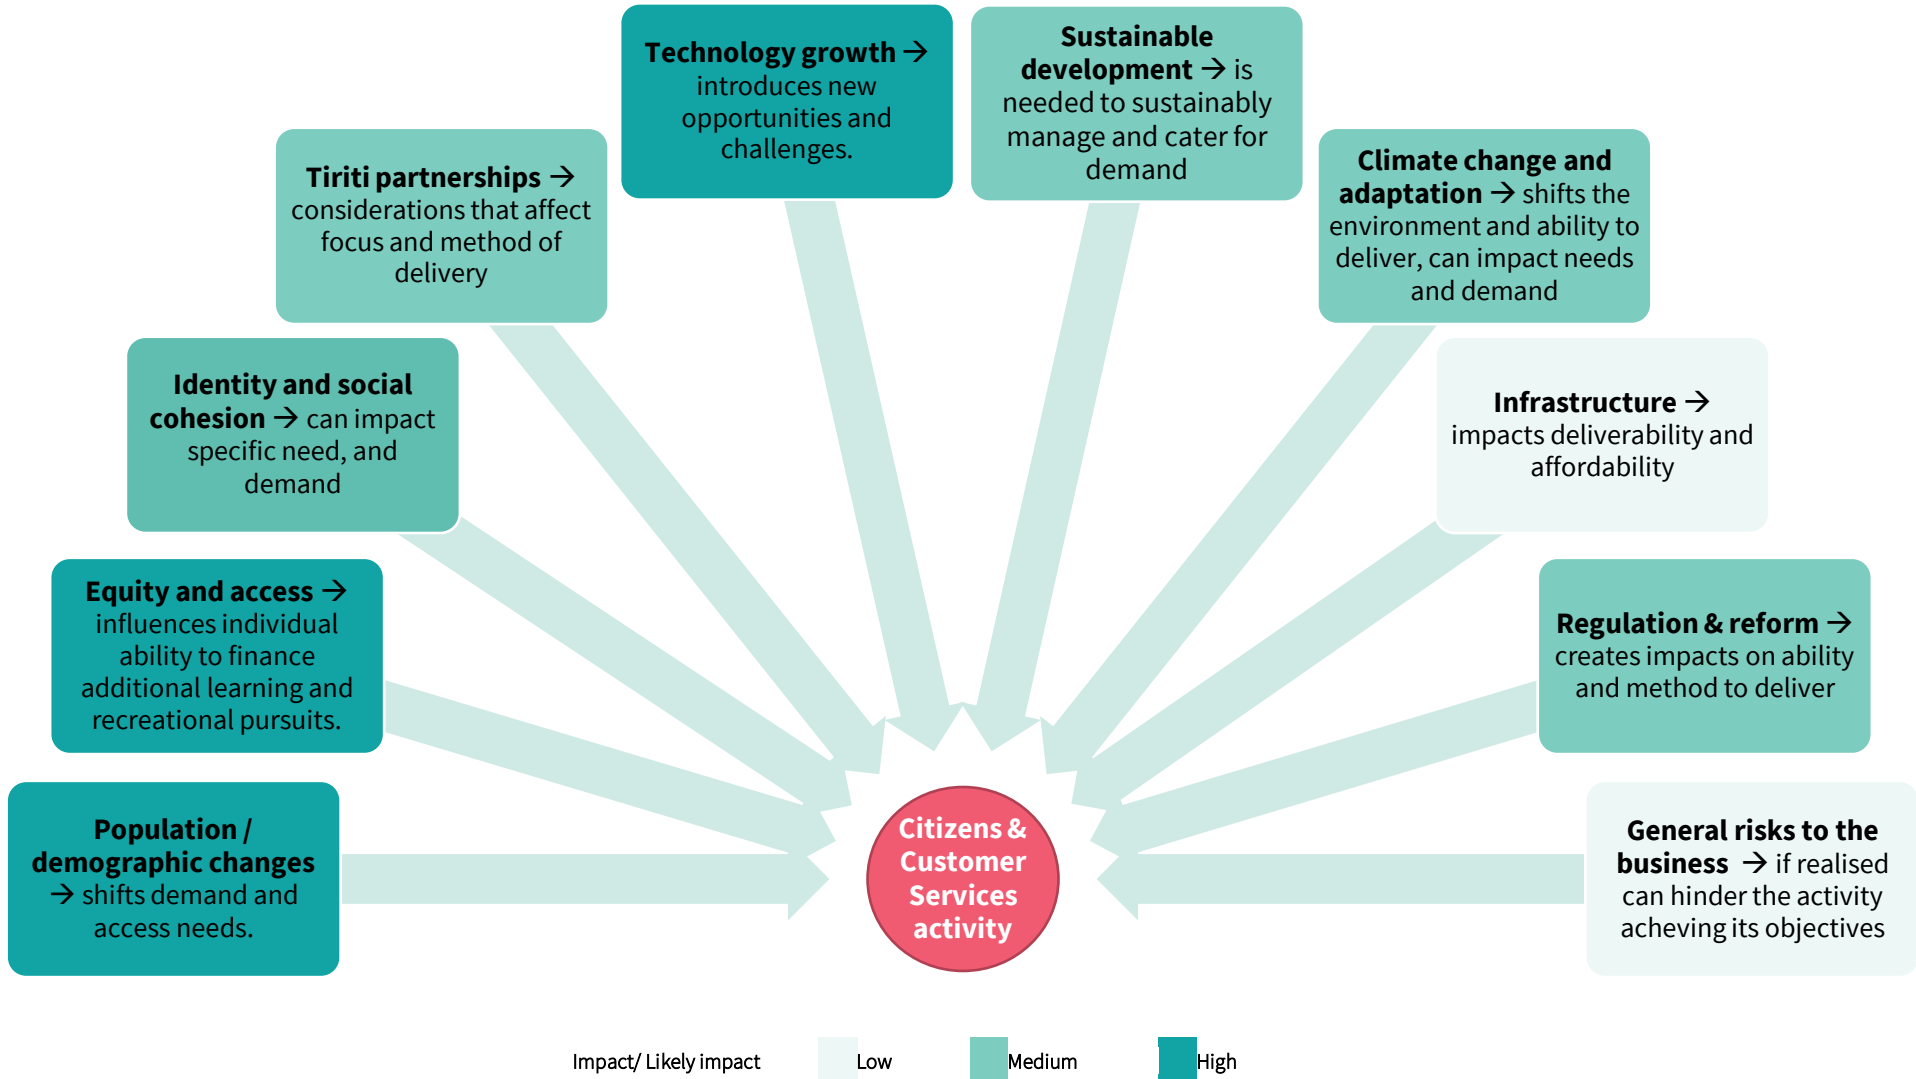 Technology growth →
introduces new
opportunities and
challenges.
Sustainable
development → is
needed to sustainably
manage and cater for
demand
Tiriti partnerships →
considerations that affect
focus and method of
delivery
Climate change and
adaptation → shifts the
environment and ability to
deliver, can impact needs
and demand
Identity and social
cohesion → can impact
specific need, and
demand
Infrastructure →
impacts deliverability and
affordability
Equity and access →
influences individual
ability to finance
additional learning and
recreational pursuits.
Regulation & reform →
creates impacts on ability
and method to deliver
Population /
demographic changes
→ shifts demand and
access needs.
Citizens &
Customer
Services
activity
General risks to the
business → if realised
can hinder the activity
acheving its objectives
Impact/ Likely impact
Low
Medium
High